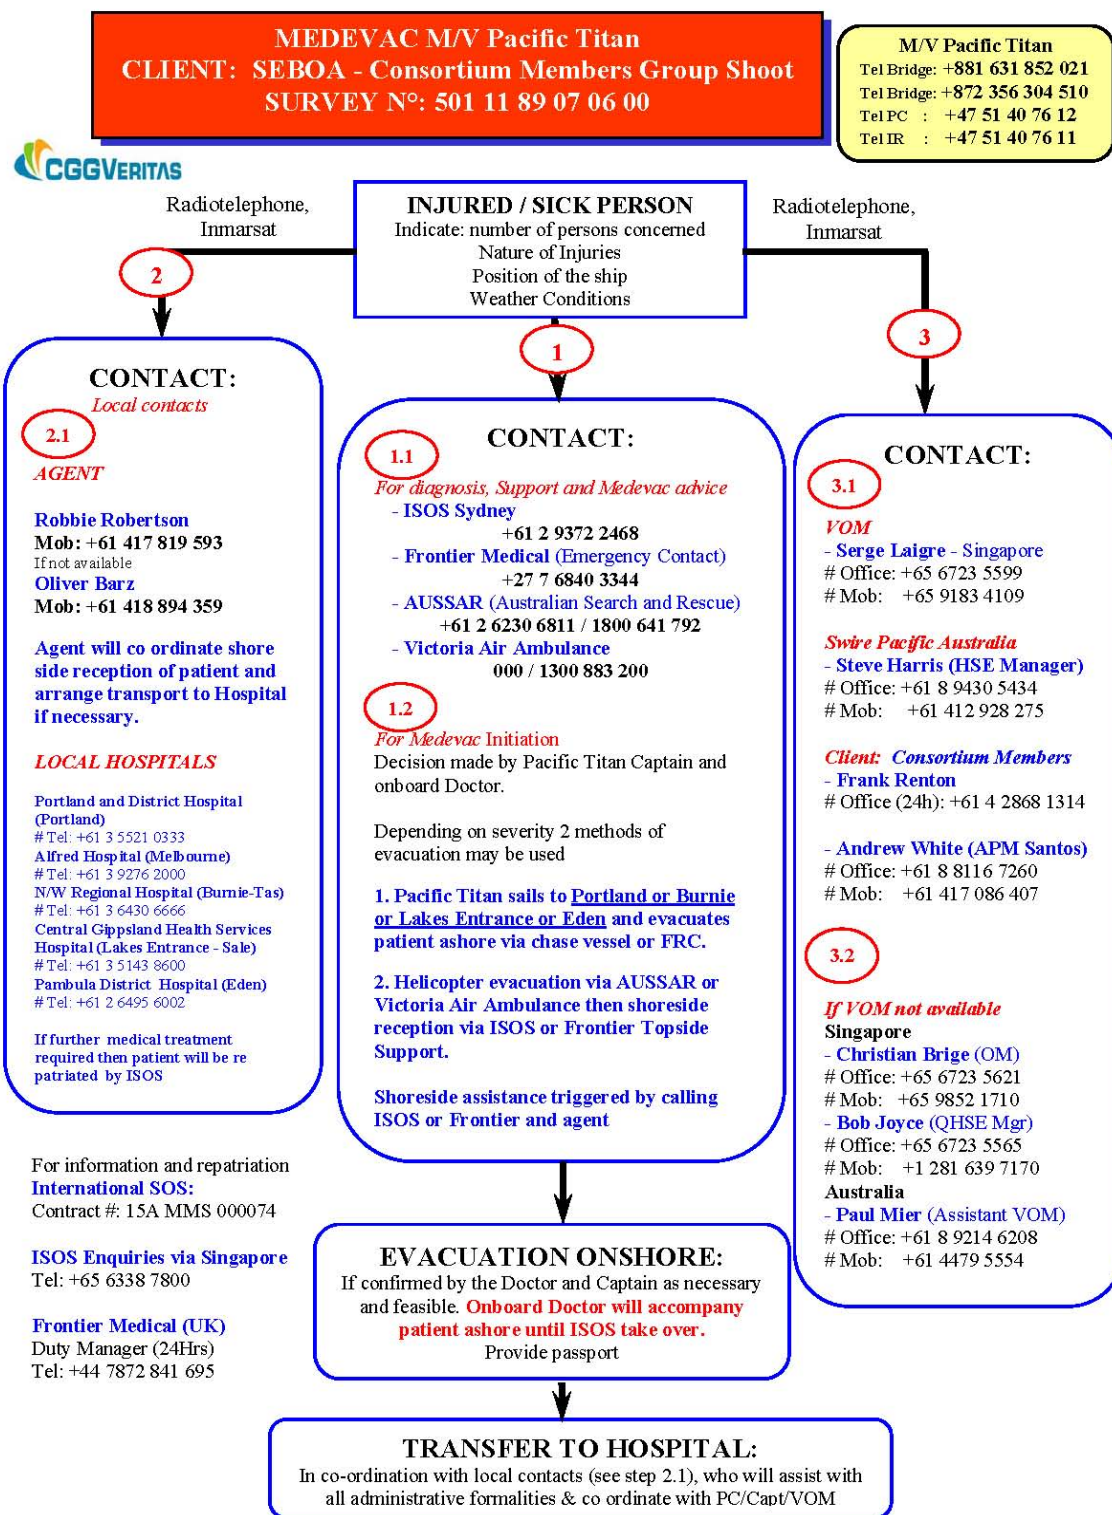 MEDEVAC M/V Pacific Titan
CLIENT: SEBOA - Consortium Members Group Shoot
SURVEY N°: 501 11 89 07 06 00
M/V Pacific Titan
Tel Bridge: +881 631 852 021
Tel Bridge: +872 356 304 510
Tel PC : +47 51 40 76 12
Tel IR : +47 51 40 76 11
CGGVERITAS
Radiotelephone,
Inmarsat
INJURED / SICK PERSON
Indicate: number of persons concerned
Nature of Injuries
Position of the ship
Weather Conditions
Radiotelephone,
Inmarsat
2
1
3
CONTACT:
Local contacts
2.1
AGENT
Robbie Robertson
Mob: +61 417 819 593
If not available
Oliver Barz
Mob: +61 418 894 359
Agent will co ordinate shore
side reception of patient and
arrange transport to Hospital
if necessary.
LOCAL HOSPITALS
Portland and District Hospital
(Portland)
# Tel: +61 3 5521 0333
Alfred Hospital (Melbourne)
# Tel: +61 3 9276 2000
N/W Regional Hospital (Burnie-Tas)
# Tel: +61 3 6430 6666
Central Gippsland Health Services
Hospital (Lakes Entrance - Sale)
# Tel: +61 3 5143 8600
Pambula District Hospital (Eden)
# Tel: +61 2 6495 6002
If further medical treatment
required then patient will be re
patriated by ISOS
For information and repatriation
International SOS:
Contract #: 15A MMS 000074
ISOS Enquiries via Singapore
Tel: +65 6338 7800
Frontier Medical (UK)
Duty Manager (24Hrs)
Tel: +44 7872 841 695
CONTACT:
1.1
For diagnosis, Support and Medevac advice
- ISOS Sydney
+61 2 9372 2468
- Frontier Medical (Emergency Contact)
+27 7 6840 3344
- AUSSAR (Australian Search and Rescue)
+61 2 6230 6811 / 1800 641 792
- Victoria Air Ambulance
000 / 1300 883 200
1.2
For Medevac Initiation
Decision made by Pacific Titan Captain and
onboard Doctor.
Depending on severity 2 methods of
evacuation may be used
1. Pacific Titan sails to Portland or Burnie
or Lakes Entrance or Eden and evacuates
patient ashore via chase vessel or FRC.
2. Helicopter evacuation via AUSSAR or
Victoria Air Ambulance then shoreside
reception via ISOS or Frontier Topside
Support.
Shoreside assistance triggered by calling
ISOS or Frontier and agent
CONTACT:
3.1
VOM
- Serge Laigre - Singapore
# Office: +65 6723 5599
# Mob: +65 9183 4109
Swire Pacific Australia
- Steve Harris (HSE Manager)
# Office: +61 8 9430 5434
# Mob: +61 412 928 275
Client: Consortium Members
- Frank Renton
# Office (24h): +61 4 2868 1314
- Andrew White (APM Santos)
# Office: +61 8 8116 7260
# Mob: +61 417 086 407
3.2
If VOM not available
Singapore
- Christian Brige (OM)
# Office: +65 6723 5621
# Mob: +65 9852 1710
- Bob Joyce (QHSE Mgr)
# Office: +65 6723 5565
# Mob: +1 281 639 7170
Australia
- Paul Mier (Assistant VOM)
# Office: +61 8 9214 6208
# Mob: +61 4479 5554
EVACUATION ONSHORE:
If confirmed by the Doctor and Captain as necessary
and feasible. Onboard Doctor will accompany
patient ashore until ISOS take over.
Provide passport
TRANSFER TO HOSPITAL:
In co-ordination with local contacts (see step 2.1), who will assist with
all administrative formalities & co ordinate with PC/Capt/VOM